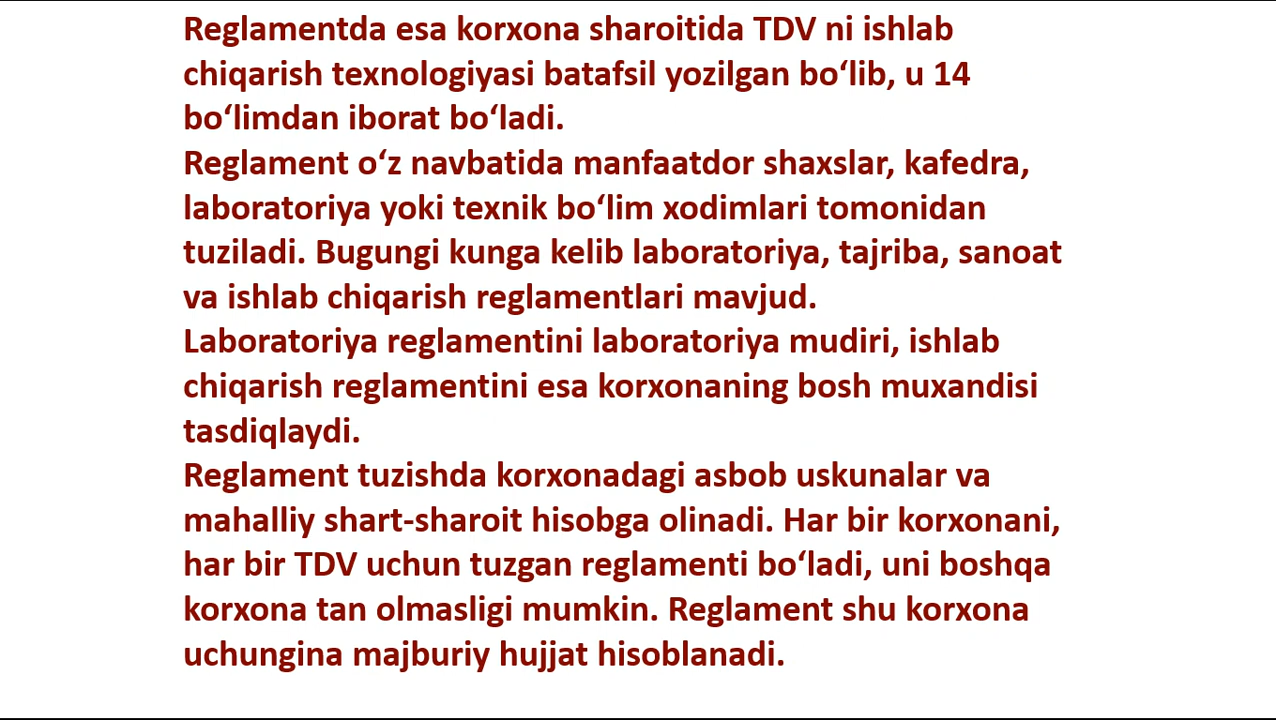 Reglamentda esa korxona sharoitida TDV ni ishlab
chiqarish texnologiyasi batafsil yozilgan bo‘lib, u 14
bo‘limdan iborat bo‘ladi.
Reglament o‘z navbatida manfaatdor shaxslar, kafedra,
laboratoriya yoki texnik bo‘lim xodimlari tomonidan
tuziladi. Bugungi kunga kelib laboratoriya, tajriba, sanoat
va ishlab chiqarish reglamentlari mavjud.
Laboratoriya reglamentini laboratoriya mudiri, ishlab
chiqarish reglamentini esa korxonaning bosh muxandisi
tasdiqlaydi.
Reglament tuzishda korxonadagi asbob uskunalar va
mahalliy shart-sharoit hisobga olinadi. Har bir korxonani,
har bir TDV uchun tuzgan reglamenti bo‘ladi, uni boshqa
korxona tan olmasligi mumkin. Reglament shu korxona
uchungina majburiy hujjat hisoblanadi.